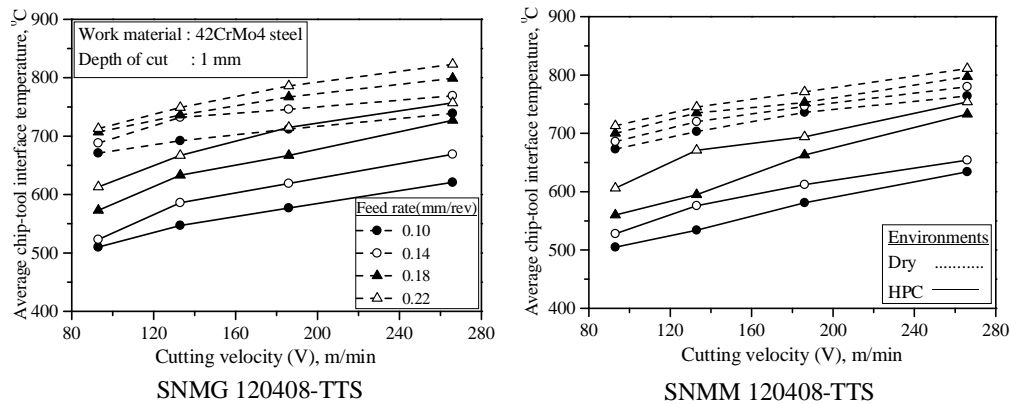 Average chip-tool interface temperature, ⁰C
900
800
700
600
500
400
Work material : 42CrMo4 steel
Depth of cut : 1 mm
Feed rate(mm/rev)
0.10
0.14
0.18
0.22
80 120 160 200 240 280
Cutting velocity (V), m/min
SNMG 120408-TTS
Average chip-tool interface temperature, ⁰C
900
800
700
600
500
400
Environments
Dry
HPC
80 120 160 200 240 280
Cutting velocity (V), m/min
SNMM 120408-TTS